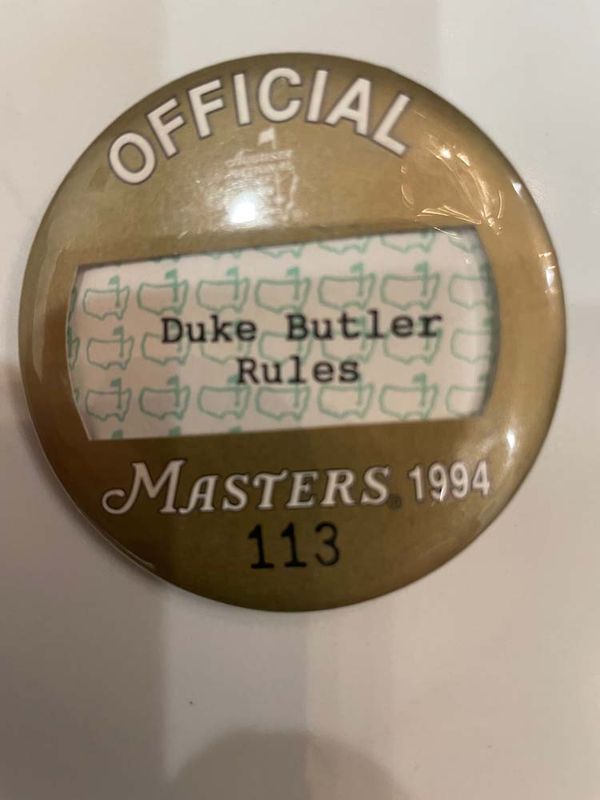 OFFICIAL
Duke Butler
Rules
MASTERS® 1994
113